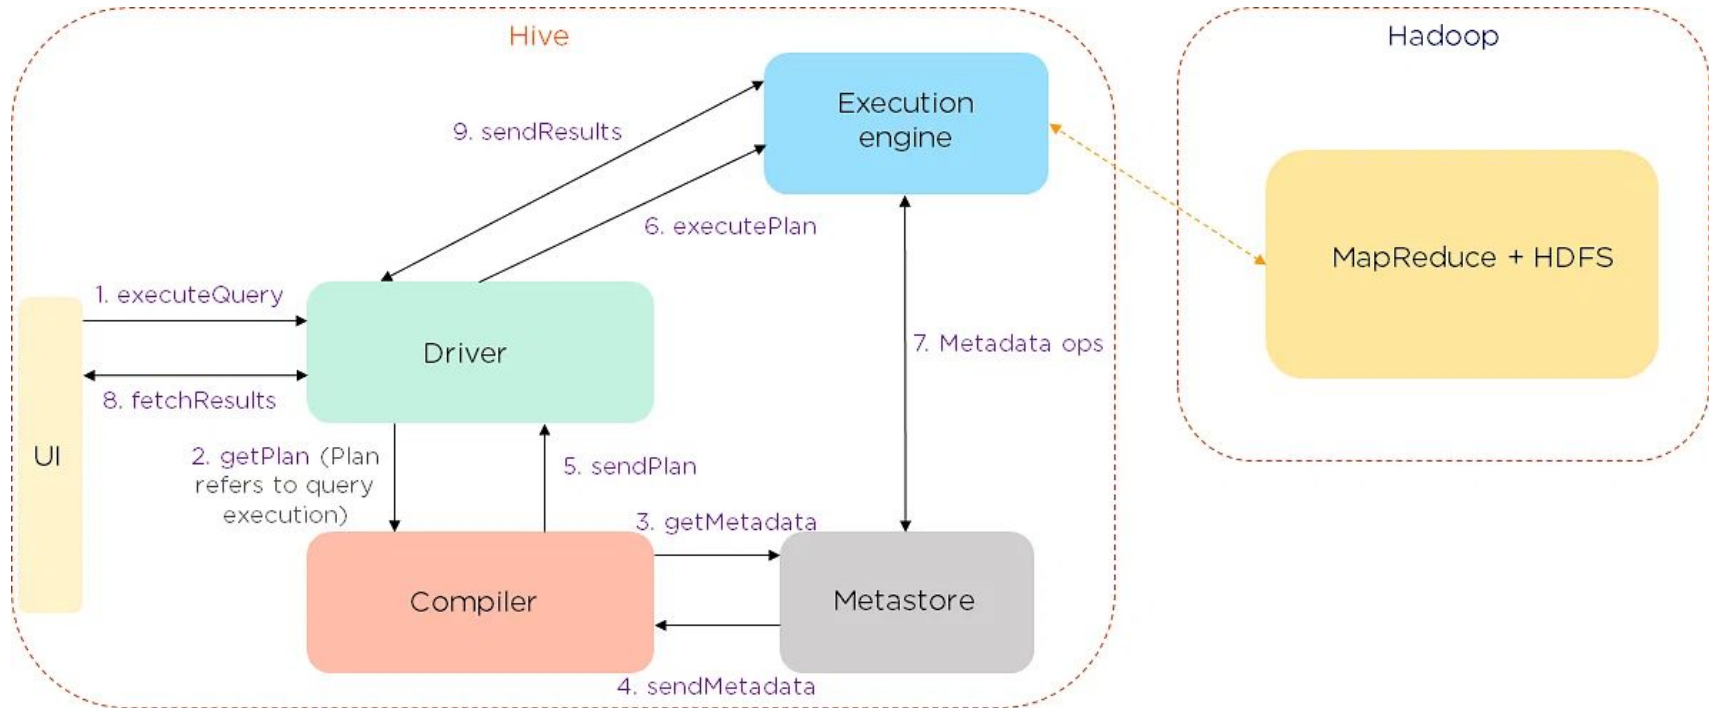 Hive
Hadoop
Execution
engine
9. sendResults
6. executePlan
MapReduce + HDFS
1. executeQuery
Driver
7. Metadata ops
8. fetchResults
UI
2. getPlan (Plan
refers to query
execution)
5. sendPlan
3. getMetadata
Compiler
Metastore
4. sendMetadata